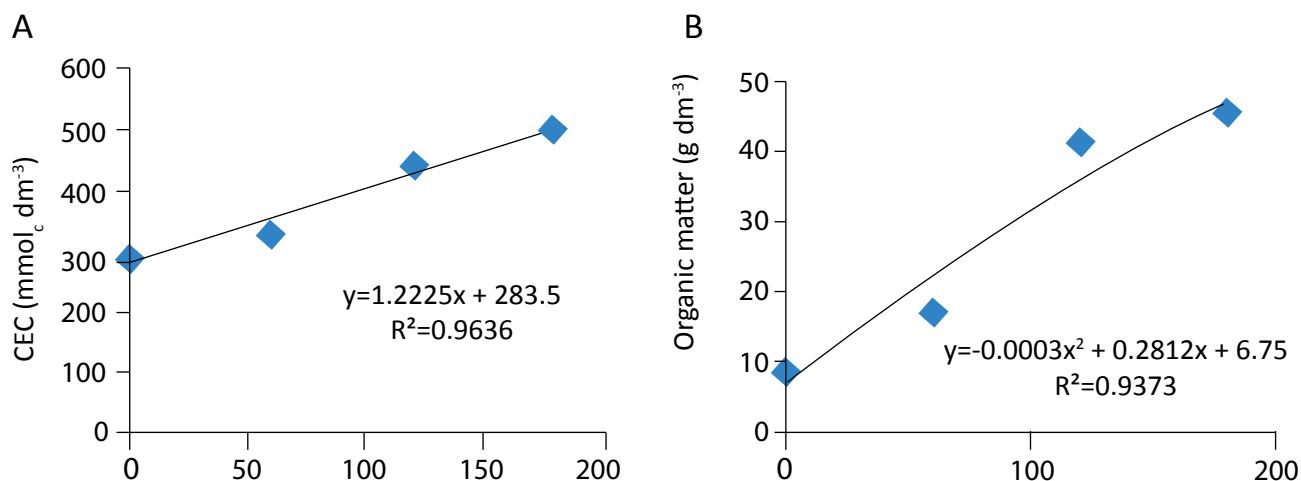 A
CEC (mmolc dm-3)
600
500
400
300
200
100
0
y=1.2225x + 283.5
R²=0.9636
0 50 100 150 200
B
Organic matter (g dm-3)
50
40
30
20
10
0
y=-0.0003x² + 0.2812x + 6.75
R²=0.9373
0 100 200